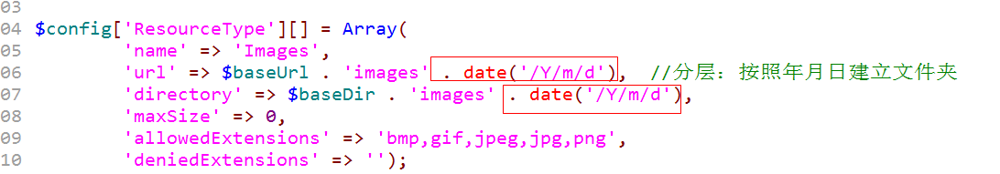 03
04 $config['ResourceType'][] = Array(
05 'name' => 'Images',
06 'url' => $baseUrl . 'images' . date('/Y/m/d'), //分层：按照年月日建立文件夹
07 'directory' => $baseDir . 'images' . date('/Y/m/d'),
08 'maxSize' => 0,
09 'allowedExtensions' => 'bmp,gif,jpeg,jpg,png',
10 'deniedExtensions' => '');